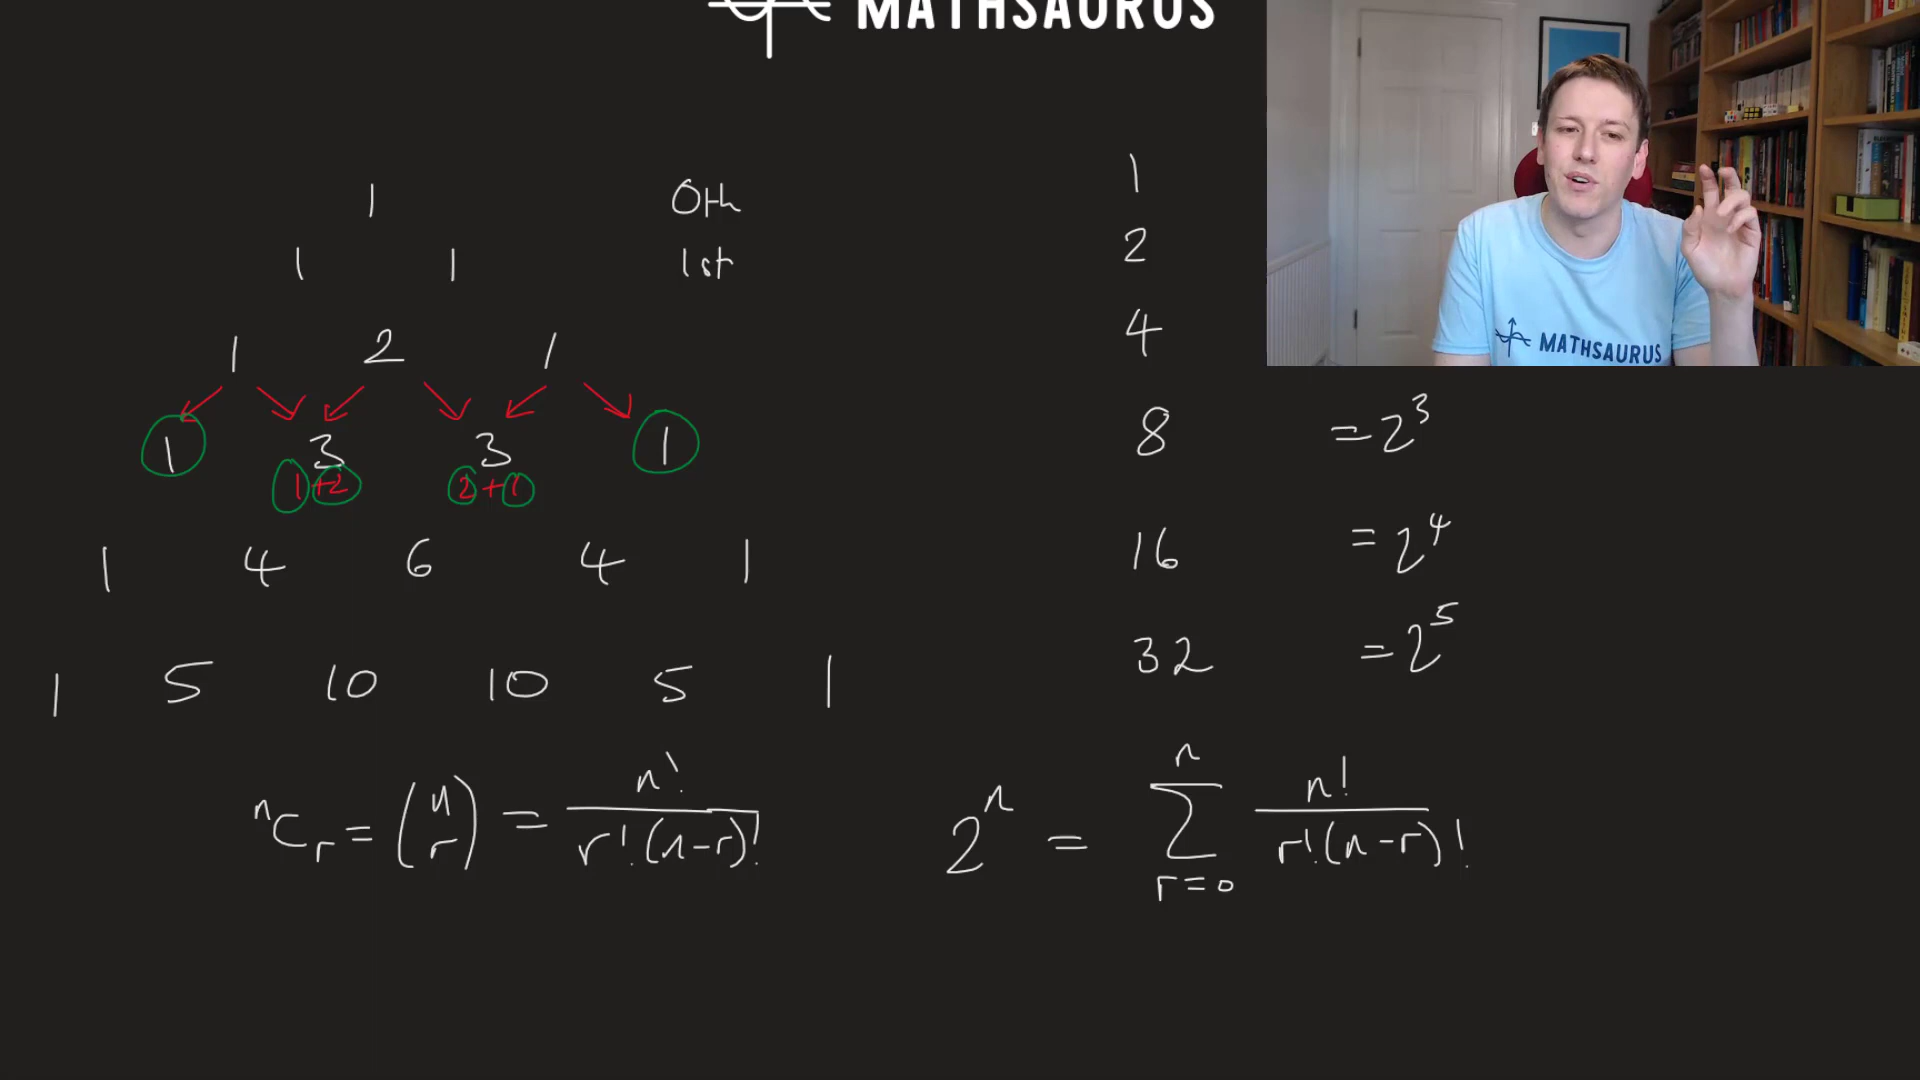 MATHSAURUS
1 0th 1
1 1 1st 2
1 2 1 4
MATHSAURUS
1 3 3 1 8 = 2³
1+2 2+1
1 4 6 4 1 16 = 2⁴
1 5 10 10 5 1 32 = 2⁵
ⁿCᵣ = (n r) = n! / r!(n-r)! 2ⁿ = Σ n r=0 n! / r!(n-r)!